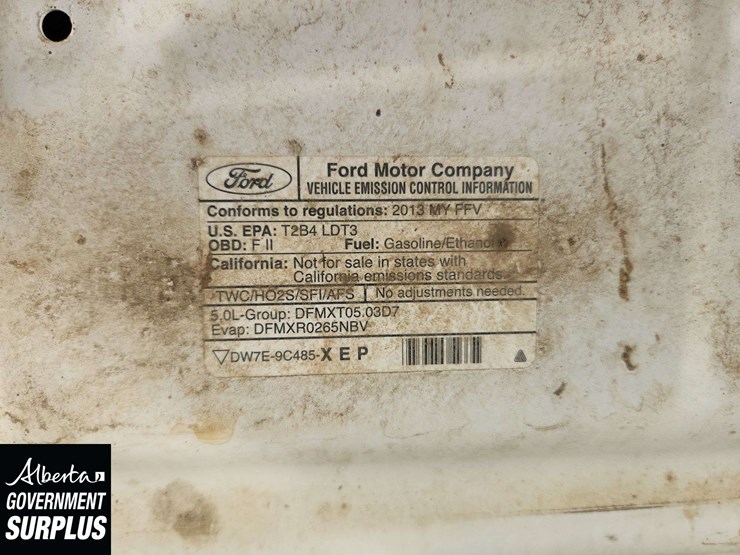 Ford
Ford Motor Company
VEHICLE EMISSION CONTROL INFORMATION
Conforms to regulations: 2013 MY FFV
U.S. EPA: T2B4 LDT3
OBD: F II Fuel: Gasoline/Ethanol
California: Not for sale in states with
California emissions standards.
TWC/HO2S/SFI/AFS No adjustments needed.
5.0L-Group: DFMXT05.03D7
Evap: DFMXR0265NBV
DW7E-9C485-X E P
Alberta
GOVERNMENT
SURPLUS